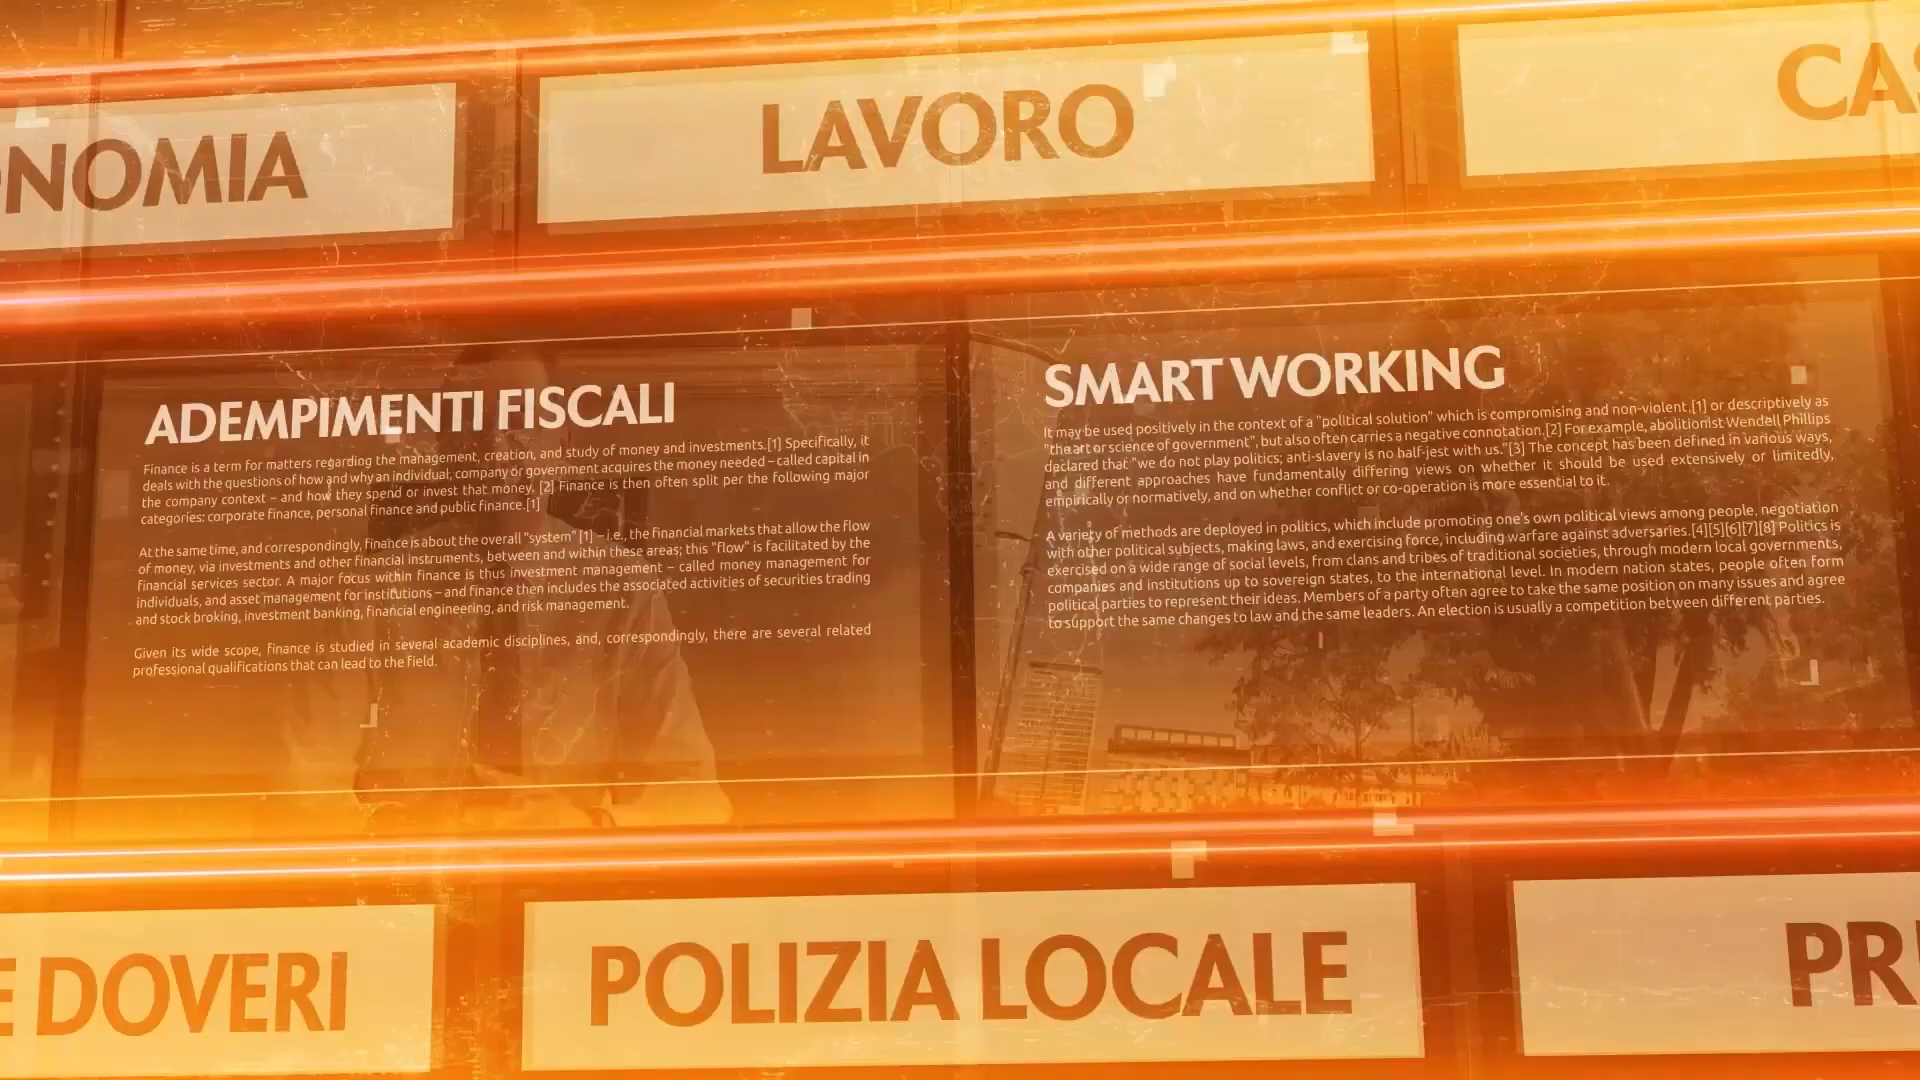 NOMIA
LAVORO
CAS
ADEMPIMENTI FISCALI
Finance is a term for matters regarding the management, creation, and study of money and investments.[1] Specifically, it
deals with the questions of how and why an individual, company or government acquires the money needed – called capital in
the company context – and how they spend or invest that money. [2] Finance is then often split per the following major
categories: corporate finance, personal finance and public finance.[1]
At the same time, and correspondingly, finance is about the overall "system" [1] – i.e., the financial markets that allow the flow
of money, via investments and other financial instruments, between and within these areas; this "flow" is facilitated by the
financial services sector. A major focus within finance is thus investment management – called money management for
individuals, and asset management for institutions – and finance then includes the associated activities of securities trading
and stock broking, investment banking, financial engineering, and risk management.
Given its wide scope, finance is studied in several academic disciplines, and, correspondingly, there are several related
professional qualifications that can lead to the field.
SMART WORKING
It may be used positively in the context of a "political solution" which is compromising and non-violent,[1] or descriptively as
"the art or science of government", but also often carries a negative connotation.[2] For example, abolitionist Wendell Phillips
declared that "we do not play politics; anti-slavery is no half-jest with us."[3] The concept has been defined in various ways,
and different approaches have fundamentally differing views on whether it should be used extensively or limitedly,
empirically or normatively, and on whether conflict or co-operation is more essential to it.
A variety of methods are deployed in politics, which include promoting one's own political views among people, negotiation
with other political subjects, making laws, and exercising force, including warfare against adversaries.[4][5][6][7][8] Politics is
exercised on a wide range of social levels, from clans and tribes of traditional societies, through modern local governments,
companies and institutions up to sovereign states, to the international level. In modern nation states, people often form
political parties to represent their ideas. Members of a party often agree to take the same position on many issues and agree
to support the same changes to law and the same leaders. An election is usually a competition between different parties.
E DOVERI
POLIZIA LOCALE
PRI